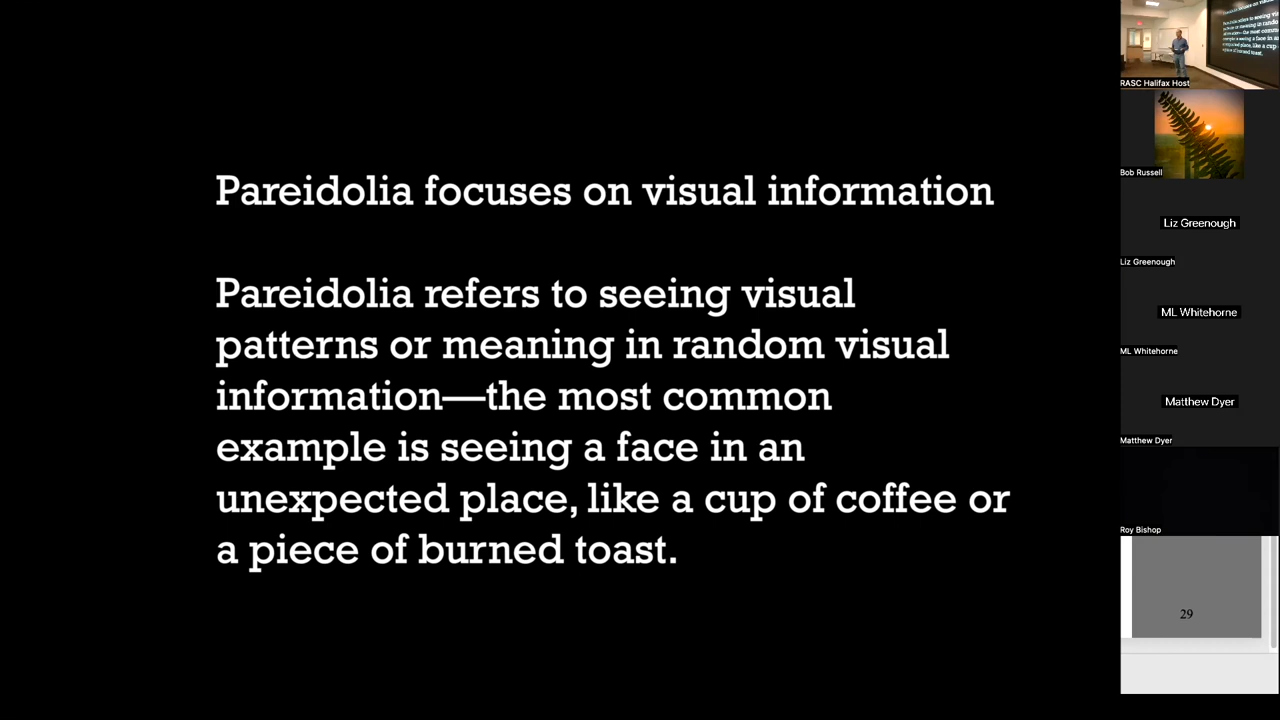 Pareidolia focuses on visual information
Pareidolia refers to seeing visual
patterns or meaning in random visual
information—the most common
example is seeing a face in an
unexpected place, like a cup of coffee or
a piece of burned toast.
RASC Halifax Host
Bob Russell
Liz Greenough
Liz Greenough
ML Whitehorne
ML Whitehorne
Matthew Dyer
Matthew Dyer
Roy Bishop
29